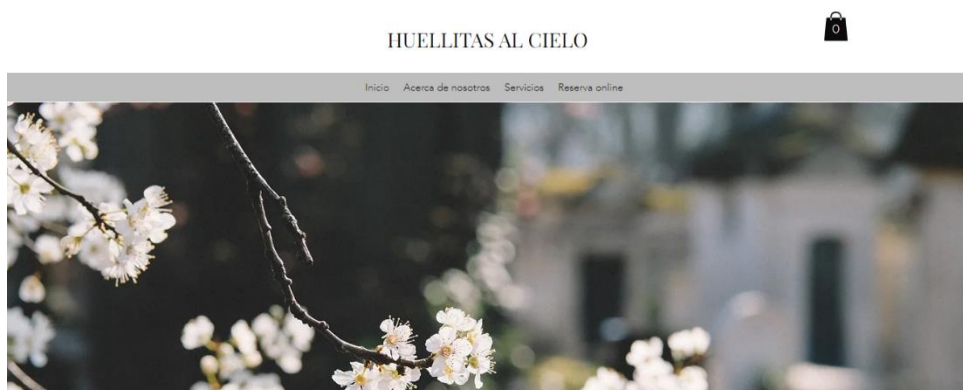 HUELLITAS AL CIELO
0
Inicio Acerca de nosotros Servicios Reserva online